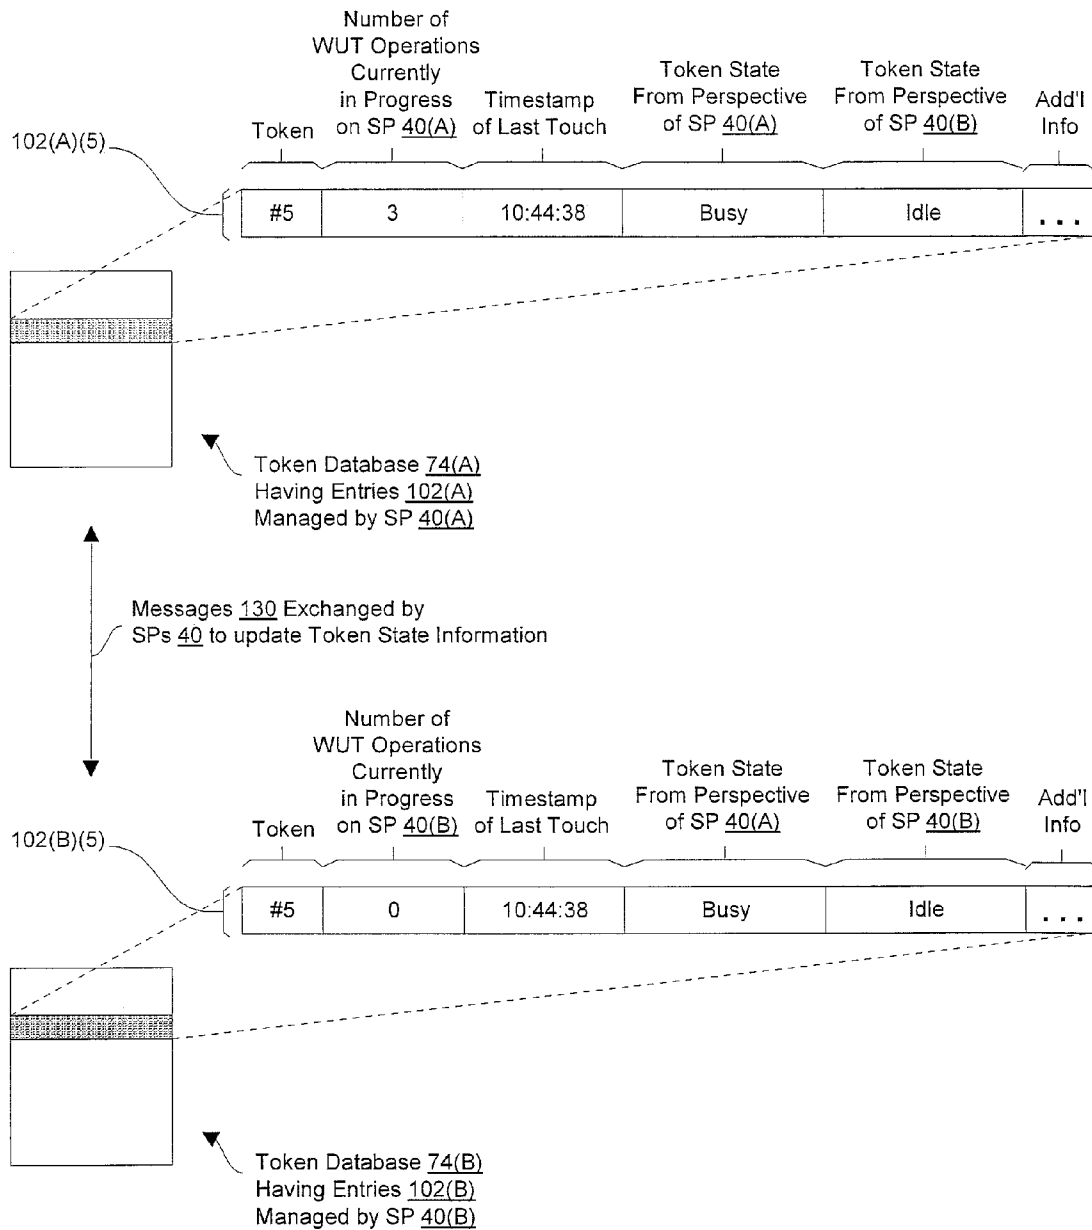 Number of
WUT Operations
Currently
in Progress
on SP 40(A)
Token
Timestamp
of Last Touch
Token State
From Perspective
of SP 40(A)
Token State
From Perspective
of SP 40(B)
Add'l
Info
102(A)(5)
#5 3 10:44:38 Busy Idle ...
Token Database 74(A)
Having Entries 102(A)
Managed by SP 40(A)
Messages 130 Exchanged by
SPs 40 to update Token State Information
Number of
WUT Operations
Currently
in Progress
on SP 40(B)
Token
Timestamp
of Last Touch
Token State
From Perspective
of SP 40(A)
Token State
From Perspective
of SP 40(B)
Add'l
Info
102(B)(5)
#5 0 10:44:38 Busy Idle ...
Token Database 74(B)
Having Entries 102(B)
Managed by SP 40(B)